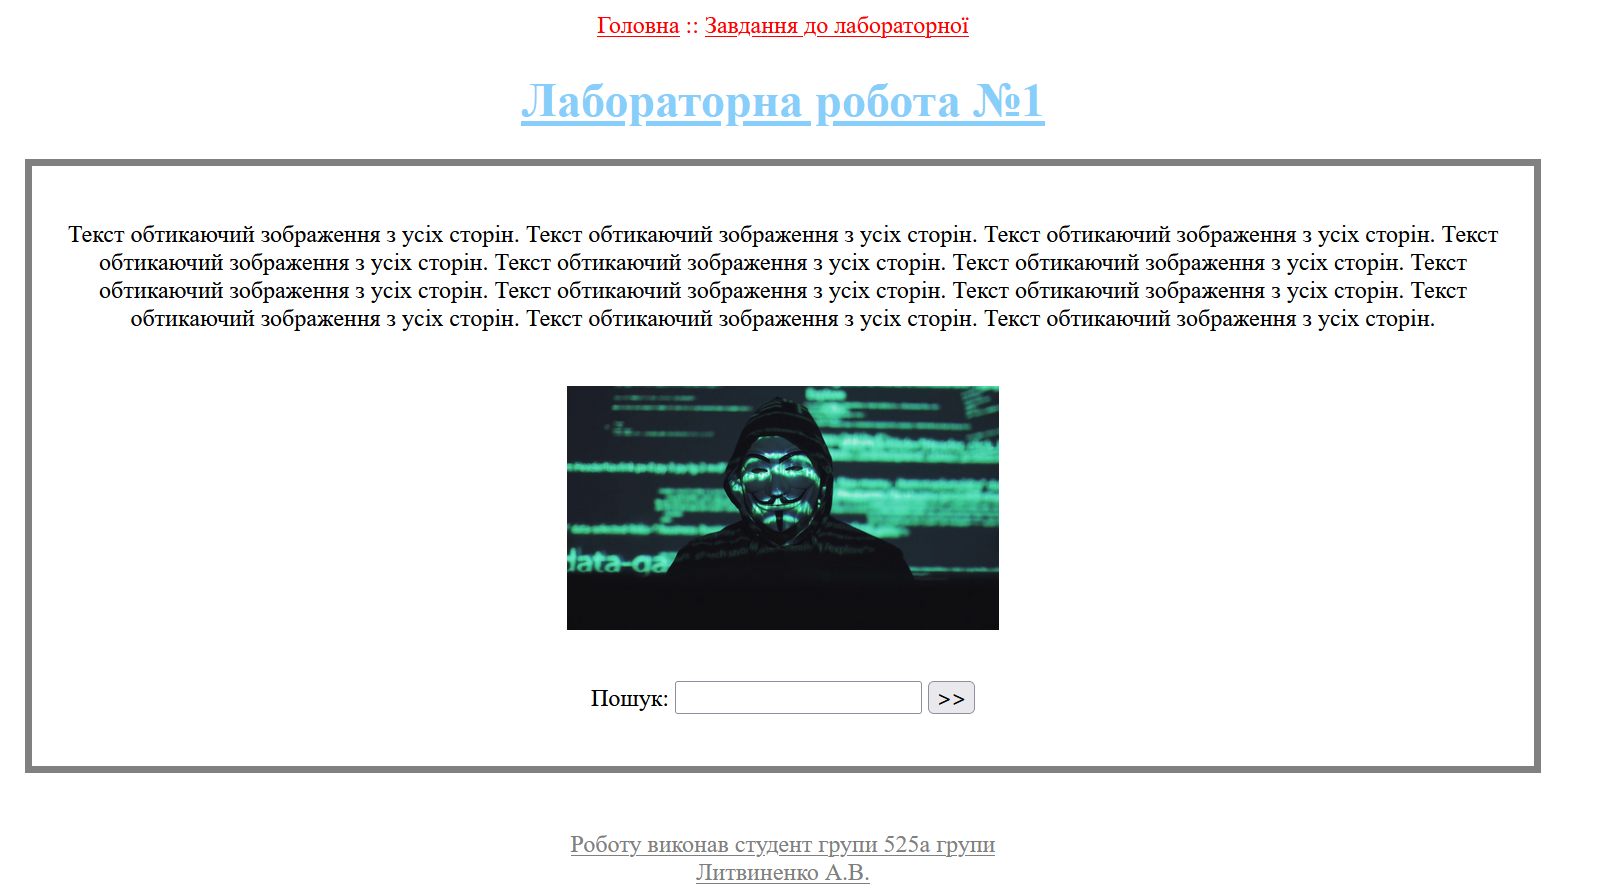 Головна :: Завдання до лабораторної
Лабораторна робота №1
Текст обтикаючий зображення з усіх сторін. Текст обтикаючий зображення з усіх сторін. Текст обтикаючий зображення з усіх сторін. Текст
обтикаючий зображення з усіх сторін. Текст обтикаючий зображення з усіх сторін. Текст обтикаючий зображення з усіх сторін. Текст
обтикаючий зображення з усіх сторін. Текст обтикаючий зображення з усіх сторін. Текст обтикаючий зображення з усіх сторін. Текст
обтикаючий зображення з усіх сторін. Текст обтикаючий зображення з усіх сторін. Текст обтикаючий зображення з усіх сторін.
data-ga
Пошук: >>
Роботу виконав студент групи 525а групи
Литвиненко А.В.